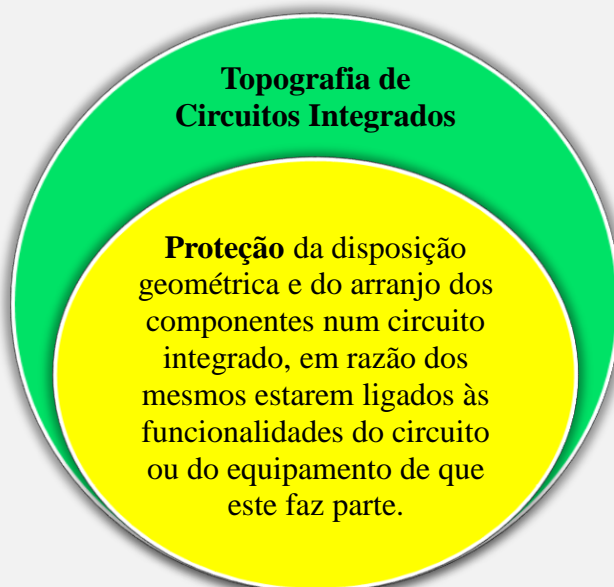 Topografia de
Circuitos Integrados
Proteção da disposição
geométrica e do arranjo dos
componentes num circuito
integrado, em razão dos
mesmos estarem ligados às
funcionalidades do circuito
ou do equipamento de que
este faz parte.